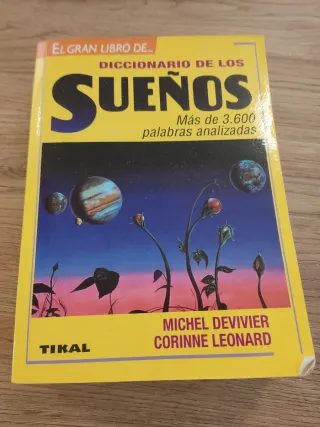 EL GRAN LIBRO DE...
DICCIONARIO DE LOS
SUEÑOS
Más de 3.600
palabras analizadas
MICHEL DEVIVIER
CORINNE LEONARD
TIKAL